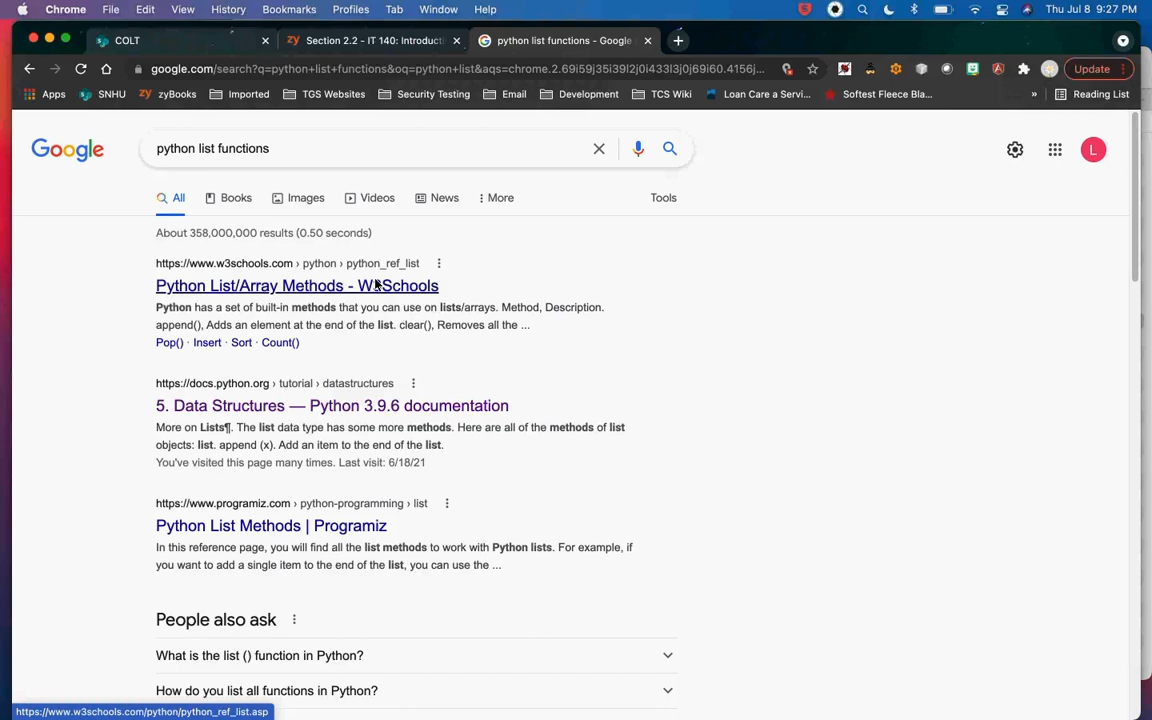 Chrome File Edit View History Bookmarks Profiles Tab Window Help Thu Jul 8 9:27 PM
COLT Section 2.2 - IT 140: Introduct python list functions - Google
google.com/search?q=python+list+functions&oq=python+list&aqs=chrome.2.69i59j35i39l2j0i433l3j0j69i60.4156j... Update
Apps SNHU zyBooks Imported TGS Websites Security Testing Email Development TCS Wiki Loan Care a Servi... Softest Fleece Bla... » Reading List
Google python list functions L
All Books Images Videos News More Tools
About 358,000,000 results (0.50 seconds)
https://www.w3schools.com › python › python_ref_list
Python List/Array Methods - W3Schools
Python has a set of built-in methods that you can use on lists/arrays. Method, Description.
append(), Adds an element at the end of the list. clear(), Removes all the ...
Pop() · Insert · Sort · Count()
https://docs.python.org › tutorial › datastructures
5. Data Structures — Python 3.9.6 documentation
More on Lists¶. The list data type has some more methods. Here are all of the methods of list
objects: list. append (x). Add an item to the end of the list.
You've visited this page many times. Last visit: 6/18/21
https://www.programiz.com › python-programming › list
Python List Methods | Programiz
In this reference page, you will find all the list methods to work with Python lists. For example, if
you want to add a single item to the end of the list, you can use the ...
People also ask
What is the list () function in Python?
How do you list all functions in Python?
https://www.w3schools.com/python/python_ref_list.asp